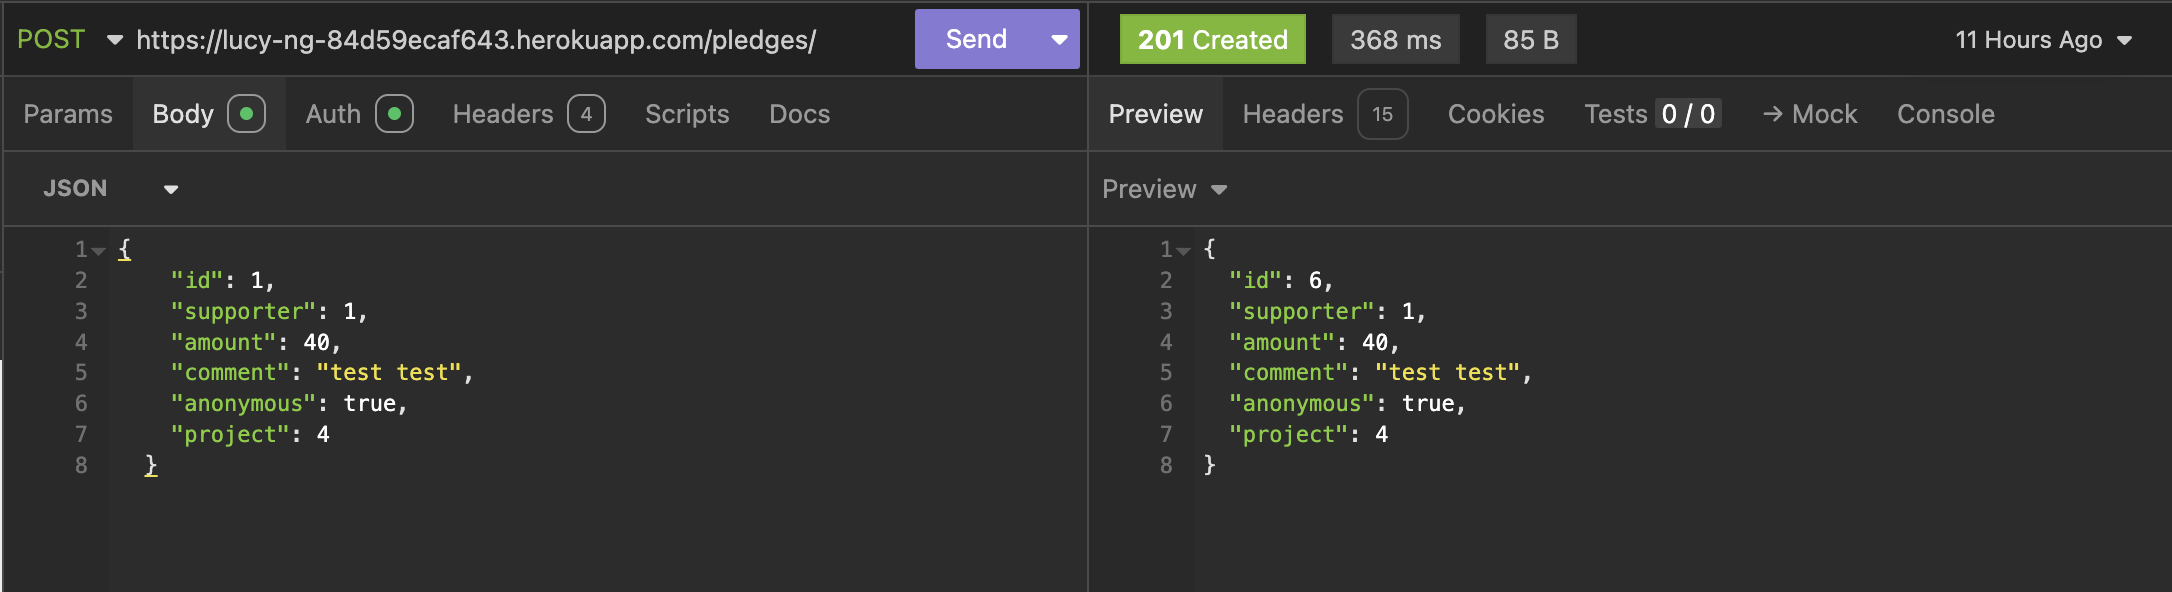 POST https://lucy-ng-84d59ecaf643.herokuapp.com/pledges/ Send 201 Created 368 ms 85 B 11 Hours Ago
Params Body Auth Headers 4 Scripts Docs Preview Headers 15 Cookies Tests 0 / 0 → Mock Console
JSON
1 {
2 "id": 1,
3 "supporter": 1,
4 "amount": 40,
5 "comment": "test test",
6 "anonymous": true,
7 "project": 4
8 }
Preview
1 {
2 "id": 6,
3 "supporter": 1,
4 "amount": 40,
5 "comment": "test test",
6 "anonymous": true,
7 "project": 4
8 }